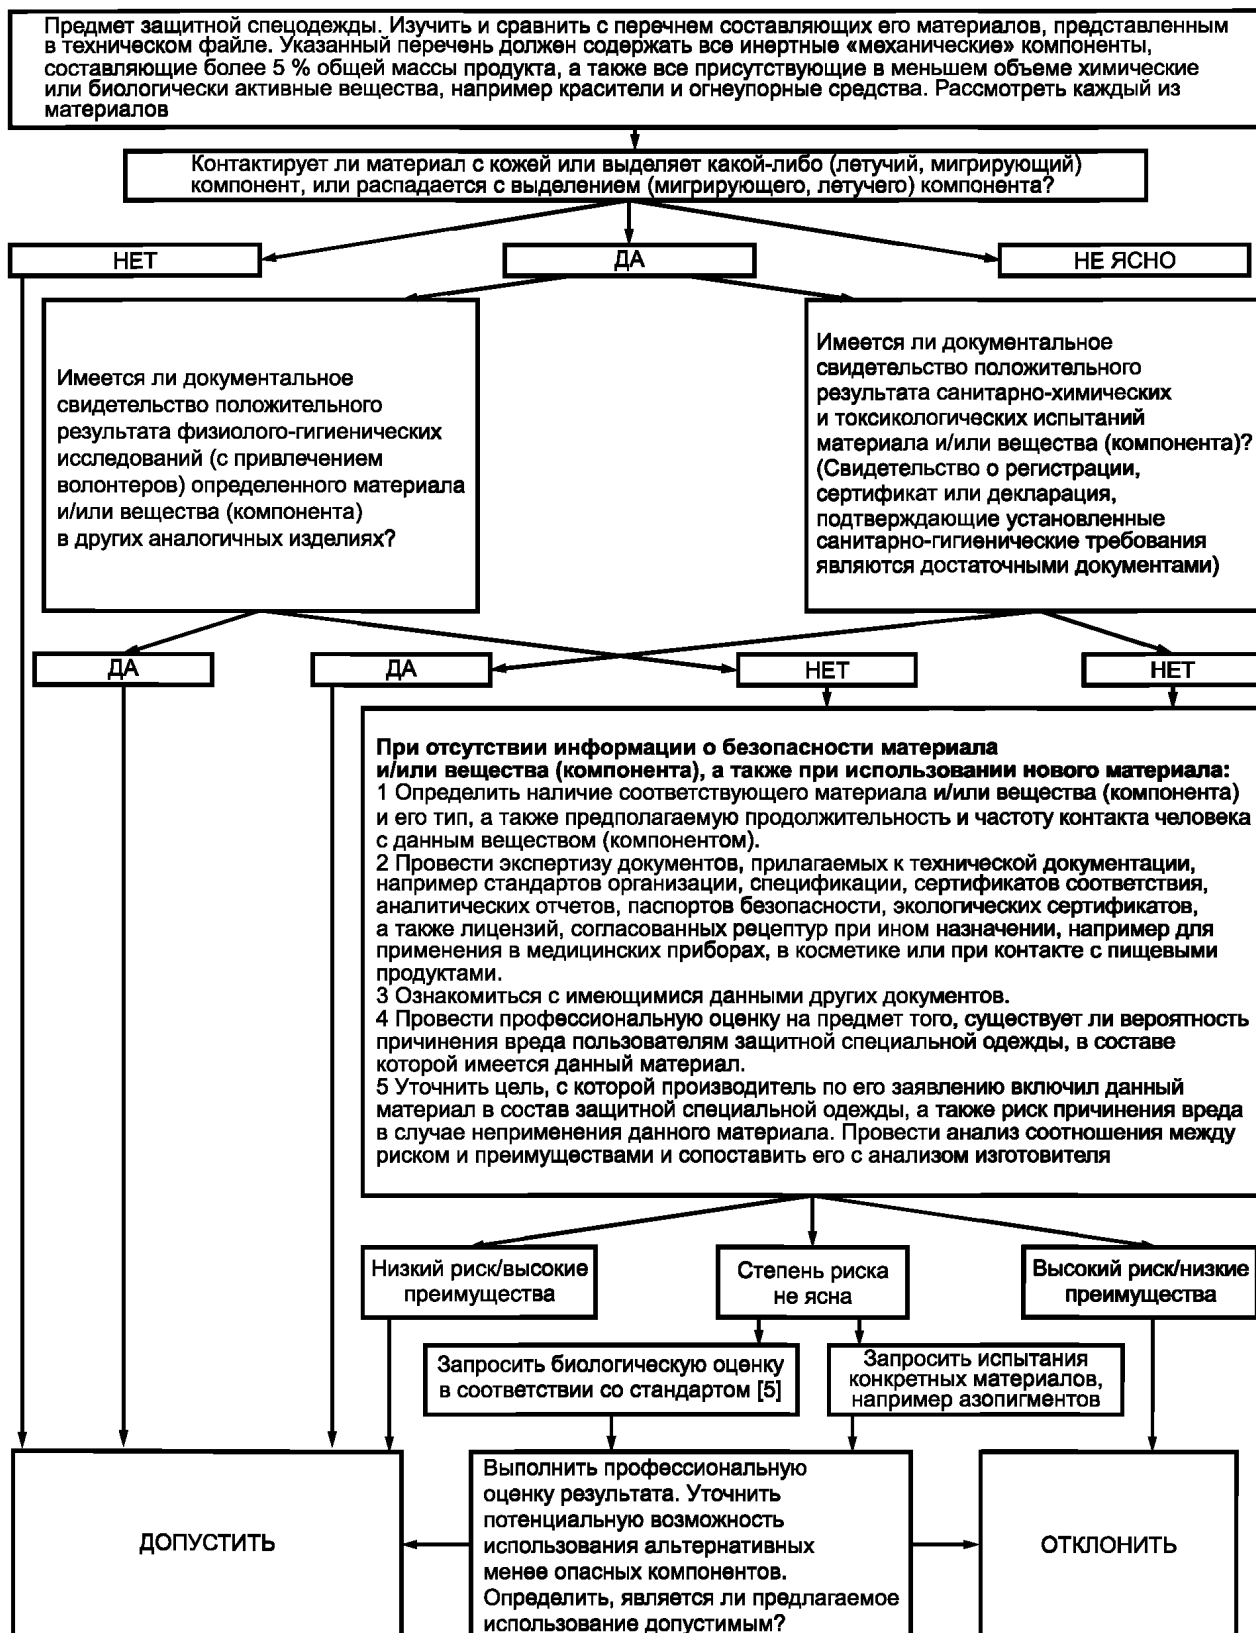 Предмет защитной спецодежды. Изучить и сравнить с перечнем составляющих его материалов, представленным
в техническом файле. Указанный перечень должен содержать все инертные «механические» компоненты,
составляющие более 5 % общей массы продукта, а также все присутствующие в меньшем объеме химические
или биологически активные вещества, например красители и огнеупорные средства. Рассмотреть каждый из
материалов
Контактирует ли материал с кожей или выделяет какой-либо (летучий, мигрирующий)
компонент, или распадается с выделением (мигрирующего, летучего) компонента?
НЕТ
ДА
НЕ ЯСНО
Имеется ли документальное
свидетельство положительного
результата физиолого-гигиенических
исследований (с привлечением
волонтеров) определенного материала
и/или вещества (компонента)
в других аналогичных изделиях?
Имеется ли документальное
свидетельство положительного
результата санитарно-химических
и токсикологических испытаний
материала и/или вещества (компонента)?
(Свидетельство о регистрации,
сертификат или декларация,
подтверждающие установленные
санитарно-гигиенические требования
являются достаточными документами)
ДА
ДА
НЕТ
НЕТ
При отсутствии информации о безопасности материала
и/или вещества (компонента), а также при использовании нового материала:
1 Определить наличие соответствующего материала и/или вещества (компонента)
и его тип, а также предполагаемую продолжительность и частоту контакта человека
с данным веществом (компонентом).
2 Провести экспертизу документов, прилагаемых к технической документации,
например стандартов организации, спецификации, сертификатов соответствия,
аналитических отчетов, паспортов безопасности, экологических сертификатов,
а также лицензий, согласованных рецептур при ином назначении, например для
применения в медицинских приборах, в косметике или при контакте с пищевыми
продуктами.
3 Ознакомиться с имеющимися данными других документов.
4 Провести профессиональную оценку на предмет того, существует ли вероятность
причинения вреда пользователям защитной специальной одежды, в составе
которой имеется данный материал.
5 Уточнить цель, с которой производитель по его заявлению включил данный
материал в состав защитной специальной одежды, а также риск причинения вреда
в случае неприменения данного материала. Провести анализ соотношения между
риском и преимуществами и сопоставить его с анализом изготовителя
Низкий риск/высокие
преимущества
Степень риска
не ясна
Высокий риск/низкие
преимущества
Запросить биологическую оценку
в соответствии со стандартом [5]
Запросить испытания
конкретных материалов,
например азопигментов
ДОПУСТИТЬ
Выполнить профессиональную
оценку результата. Уточнить
потенциальную возможность
использования альтернативных
менее опасных компонентов.
Определить, является ли предлагаемое
использование допустимым?
ОТКЛОНИТЬ